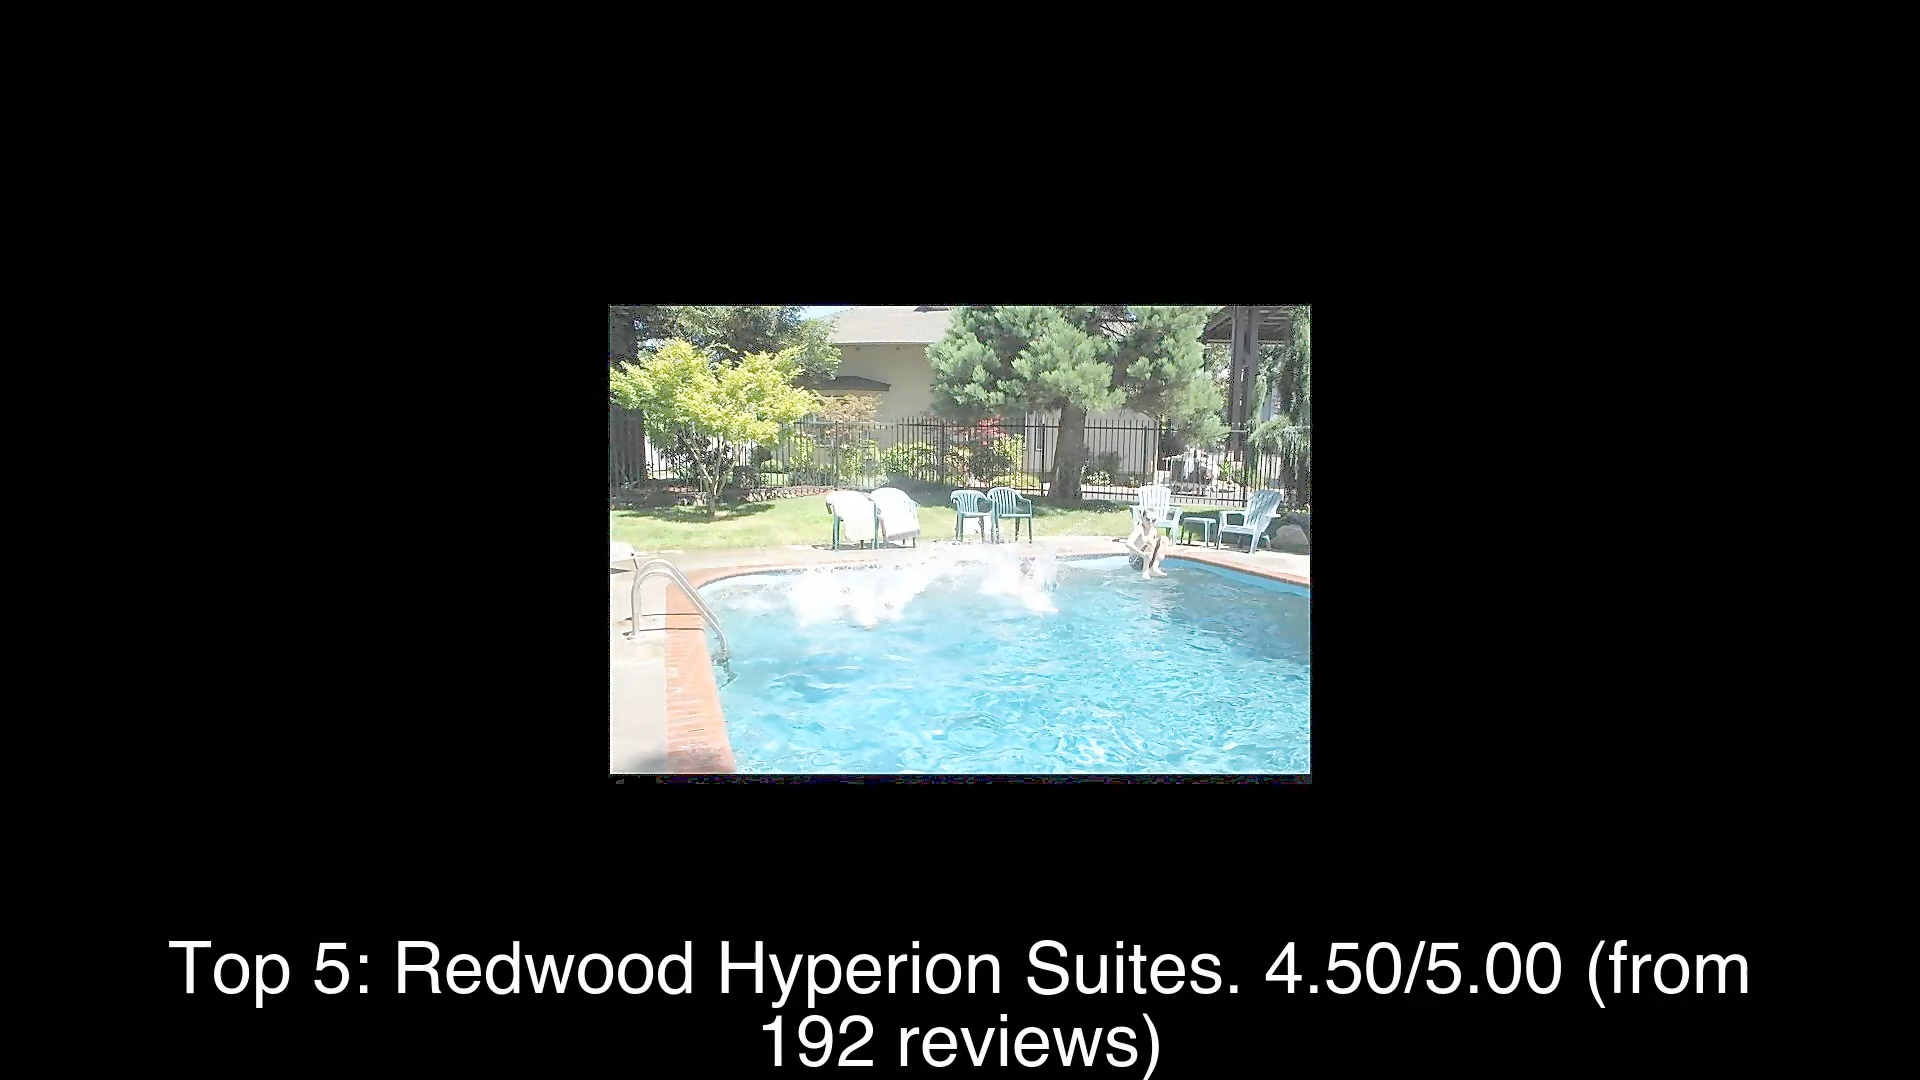 Top 5: Redwood Hyperion Suites. 4.50/5.00 (from
192 reviews)